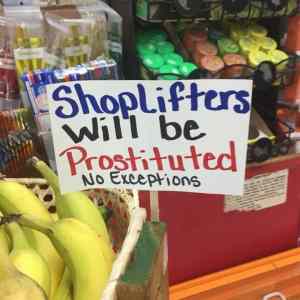 ShopLifters
Will be
Prostituted
No Exceptions